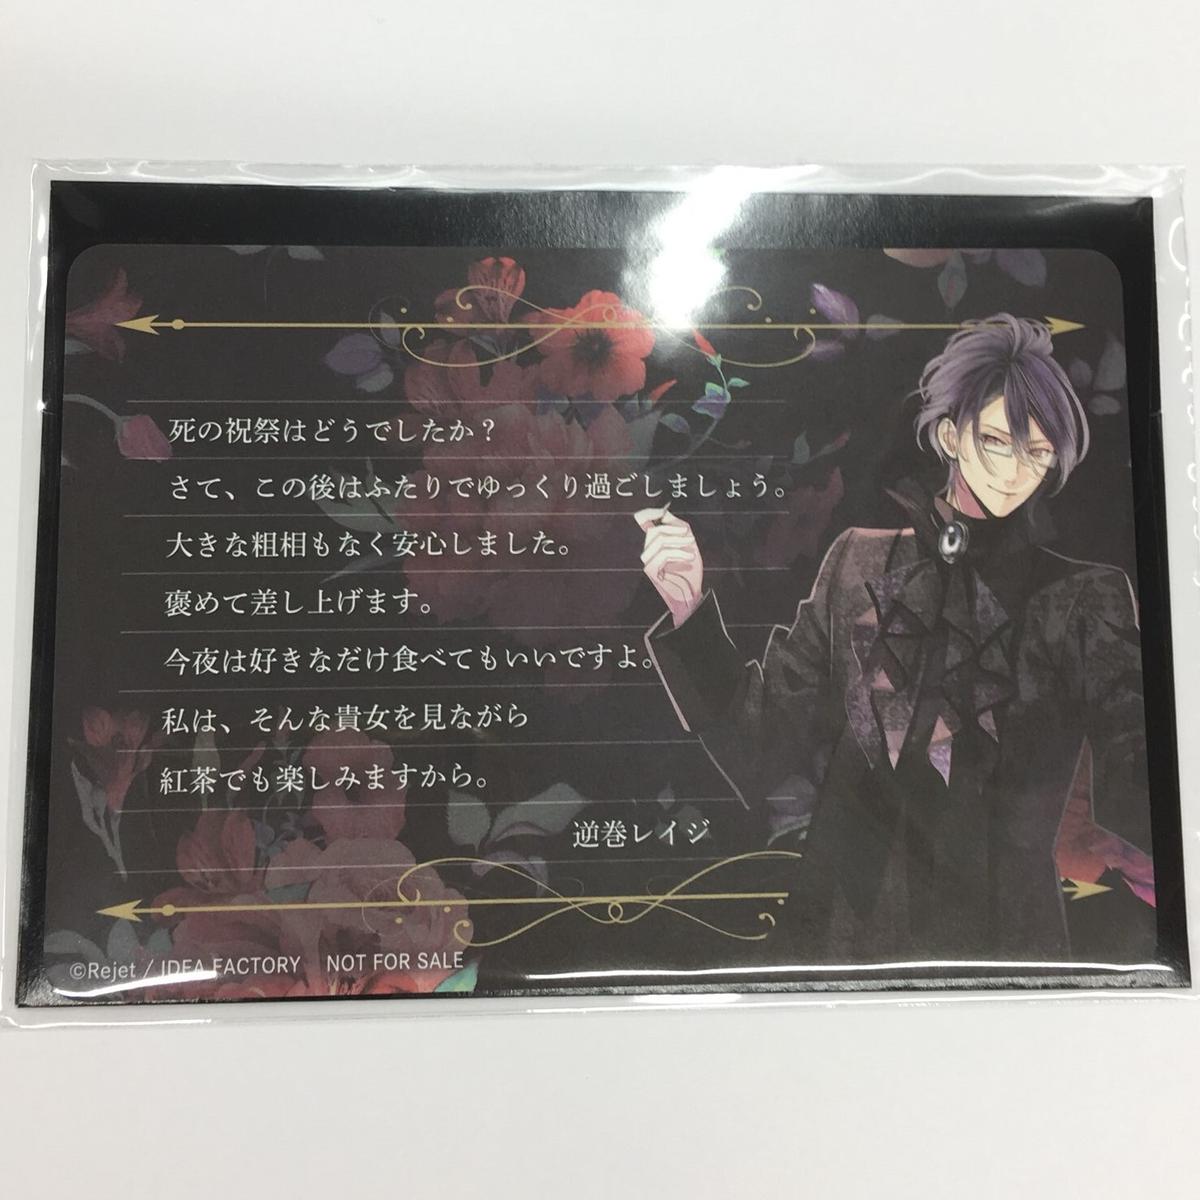 死の祝祭はどうでしたか？
さて、この後はふたりでゆっくり過ごしましょう。
大きな粗相もなく安心しました。
褒めて差し上げます。
今夜は好きなだけ食べてもいいですよ。
私は、そんな貴女を見ながら
紅茶でも楽しみますから。
逆巻レイジ
©Rejet / IDEA FACTORY NOT FOR SALE